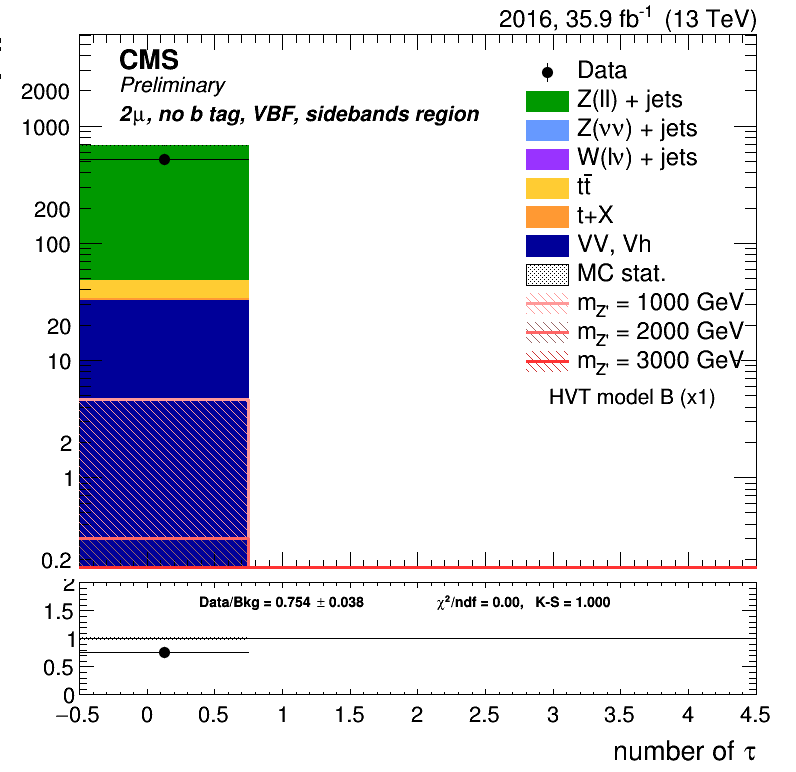 2016, 35.9 fb⁻¹ (13 TeV)
CMS
Preliminary
2μ, no b tag, VBF, sidebands region
Data
Z(ll) + jets
Z(νν) + jets
W(lν) + jets
tt̄
t+X
VV, Vh
MC stat.
m_Z' = 1000 GeV
m_Z' = 2000 GeV
m_Z' = 3000 GeV
HVT model B (x1)
2000
1000
200
100
20
10
2
1
0.2
Data/Bkg = 0.754 ± 0.038
χ²/ndf = 0.00, K-S = 1.000
2
1.5
1
0.5
0
−0.5 0 0.5 1 1.5 2 2.5 3 3.5 4 4.5
number of τ